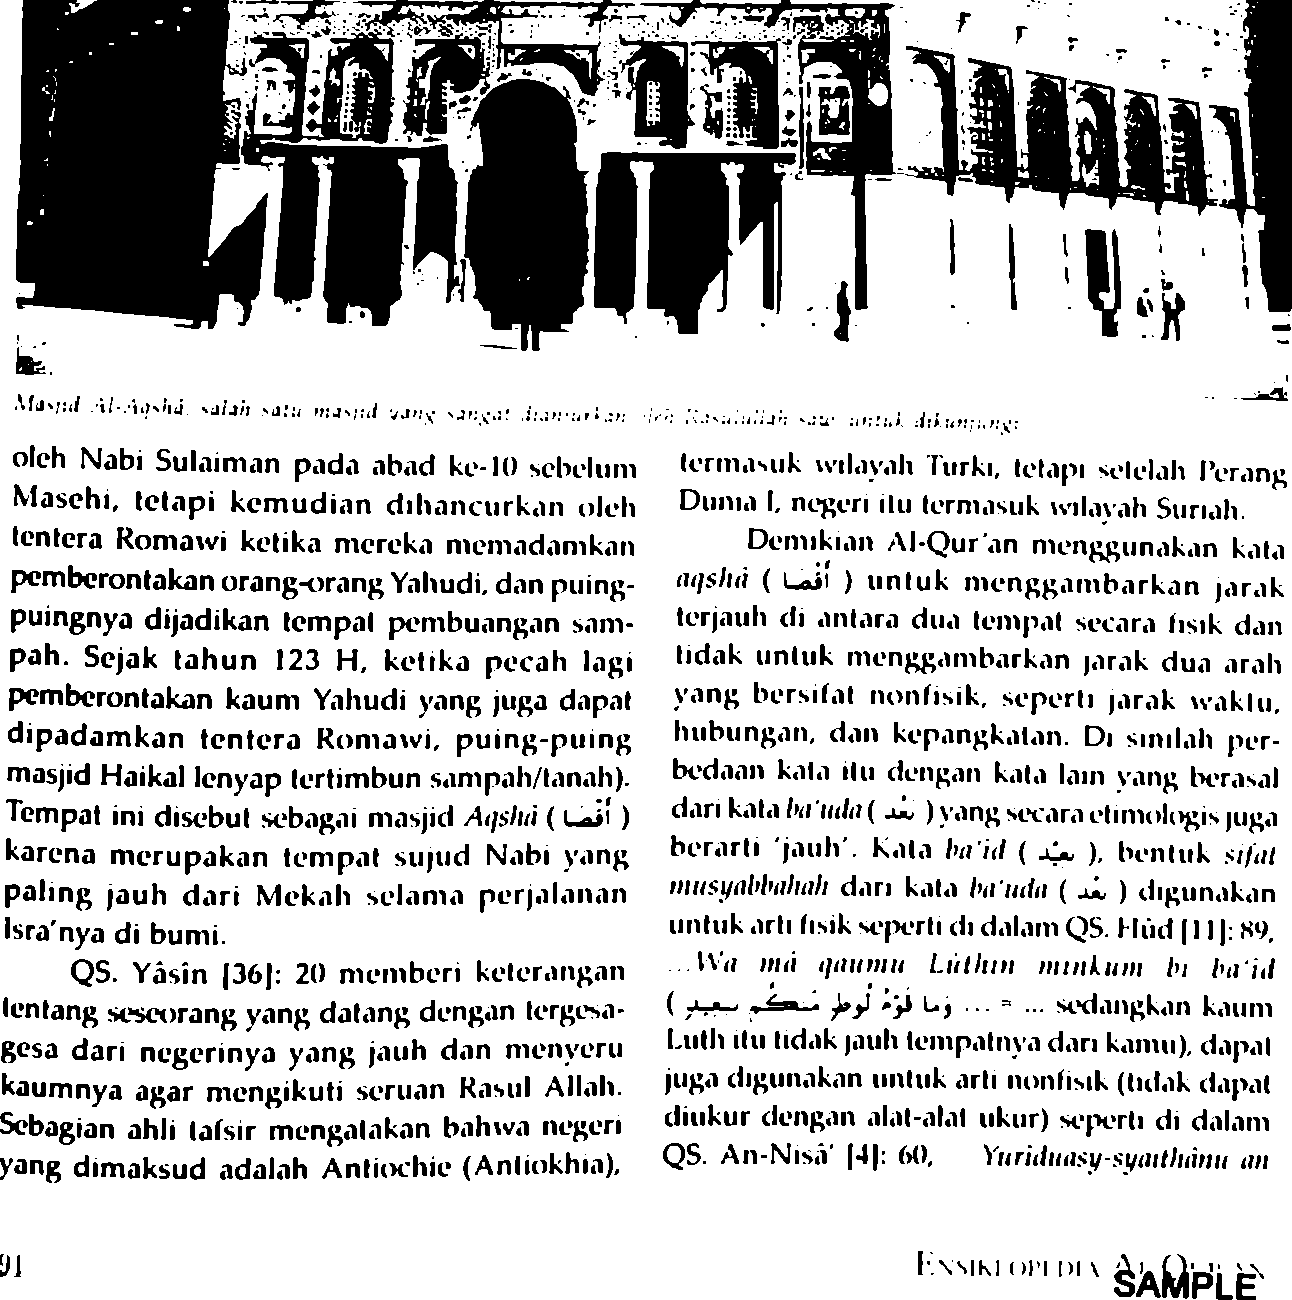 Masjid Al-Aqshâ, salah satu masjid yang sangat dianjurkan oleh Rasulullah saw. untuk dikunjungi
oleh Nabi Sulaiman pada abad ke-10 sebelum
Masehi, tetapi kemudian dihancurkan oleh
tentera Romawi ketika mereka memadamkan
pemberontakan orang-orang Yahudi, dan puing-
puingnya dijadikan tempat pembuangan sam-
pah. Sejak tahun 123 H, ketika pecah lagi
pemberontakan kaum Yahudi yang juga dapat
dipadamkan tentera Romawi, puing-puing
masjid Haikal lenyap tertimbun sampah/tanah).
Tempat ini disebut sebagai masjid Aqshâ ( أَقْصَا )
karena merupakan tempat sujud Nabi yang
paling jauh dari Mekah selama perjalanan
Isra'nya di bumi.
QS. Yâsîn [36]: 20 memberi keterangan
tentang seseorang yang datang dengan tergesa-
gesa dari negerinya yang jauh dan menyeru
kaumnya agar mengikuti seruan Rasul Allah.
Sebagian ahli tafsir mengatakan bahwa negeri
yang dimaksud adalah Antiochie (Antiokhia),
termasuk wilayah Turki, tetapi setelah Perang
Dunia I, negeri itu termasuk wilayah Suriah.
Demikian Al-Qur'an menggunakan kata
aqshâ ( أَقْصَا ) untuk menggambarkan jarak
terjauh di antara dua tempat secara fisik dan
tidak untuk menggambarkan jarak dua arah
yang bersifat nonfisik, seperti jarak waktu,
hubungan, dan kepangkatan. Di sinilah per-
bedaan kata itu dengan kata lain yang berasal
dari kata ba'uda ( بَعُدَ ) yang secara etimologis juga
berarti 'jauh'. Kata ba'îd ( بَعِيْد ), bentuk sifat
musyabbahah dari kata ba'uda ( بَعُدَ ) digunakan
untuk arti fisik seperti di dalam QS. Hûd [11]: 89,
...Wa mâ qaumu Lûthin minkum bi ba'îd
( وَمَا قَوْمُ لُوطٍ مِنْكُم بِبَعِيدٍ ... = ... sedangkan kaum
Luth itu tidak jauh tempatnya dari kamu), dapat
juga digunakan untuk arti nonfisik (tidak dapat
diukur dengan alat-alat ukur) seperti di dalam
QS. An-Nisâ' [4]: 60, Yurîduasy-syaithânu an
91
ENSIKLOPEDIA AL-QUR'AN
SAMPLE